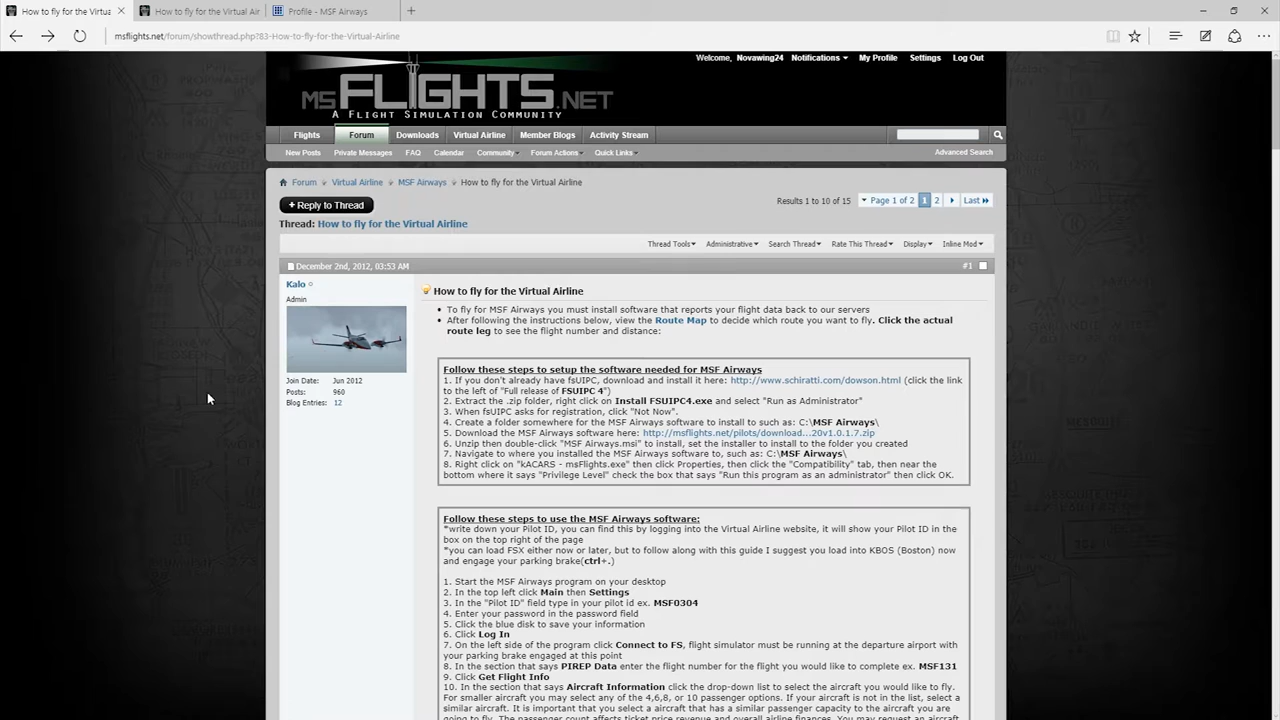 How to fly for the Virtua
How to fly for the Virtual Air
Profile - MSF Airways
msflights.net/forum/showthread.php?83-How-to-fly-for-the-Virtual-Airline
Welcome, Novawing24 Notifications My Profile Settings Log Out
MSFLIGHTS.NET
A FLIGHT SIMULATION COMMUNITY
Flights Forum Downloads Virtual Airline Member Blogs Activity Stream
New Posts Private Messages FAQ Calendar Community Forum Actions Quick Links Advanced Search
Forum Virtual Airline MSF Airways How to fly for the Virtual Airline
+ Reply to Thread
Results 1 to 10 of 15 Page 1 of 2 1 2 Last
Thread: How to fly for the Virtual Airline
Thread Tools Administrative Search Thread Rate This Thread Display Inline Mod
December 2nd, 2012, 03:53 AM #1
Kalo
Admin
Join Date: Jun 2012
Posts: 960
Blog Entries: 12
How to fly for the Virtual Airline
• To fly for MSF Airways you must install software that reports your flight data back to our servers
• After following the instructions below, view the Route Map to decide which route you want to fly. Click the actual
route leg to see the flight number and distance:
Follow these steps to setup the software needed for MSF Airways
1. If you don't already have fsUIPC, download and install it here: http://www.schiratti.com/dowson.html (click the link
to the left of "Full release of FSUIPC 4")
2. Extract the .zip folder, right click on Install FSUIPC4.exe and select "Run as Administrator"
3. When fsUIPC asks for registration, click "Not Now".
4. Create a folder somewhere for the MSF Airways software to install to such as: C:\MSF Airways\
5. Download the MSF Airways software here: http://msflights.net/pilots/download...20v1.0.1.7.zip
6. Unzip then double-click "MSF Airways.msi" to install, set the installer to install to the folder you created
7. Navigate to where you installed the MSF Airways software to, such as: C:\MSF Airways\
8. Right click on "kACARS - msFlights.exe" then click Properties, then click the "Compatibility" tab, then near the
bottom where it says "Privilege Level" check the box that says "Run this program as an administrator" then click OK.
Follow these steps to use the MSF Airways software:
*write down your Pilot ID, you can find this by logging into the Virtual Airline website, it will show your Pilot ID in the
box on the top right of the page
*you can load FSX either now or later, but to follow along with this guide I suggest you load into KBOS (Boston) now
and engage your parking brake(ctrl+.)
1. Start the MSF Airways program on your desktop
2. In the top left click Main then Settings
3. In the "Pilot ID" field type in your pilot id ex. MSF0304
4. Enter your password in the password field
5. Click the blue disk to save your information
6. Click Log In
7. On the left side of the program click Connect to FS, flight simulator must be running at the departure airport with
your parking brake engaged at this point
8. In the section that says PIREP Data enter the flight number for the flight you would like to complete ex. MSF131
9. Click Get Flight Info
10. In the section that says Aircraft Information click the drop-down list to select the aircraft you would like to fly.
For smaller aircraft you may select any of the 4,6,8, or 10 passenger options. If your aircraft is not in the list, select a
similar aircraft. It is important that you select a aircraft that has a similar passenger capacity to the aircraft you are
going to fly. The passenger count affects ticket price revenue and overall airline finances. You may request an aircraft